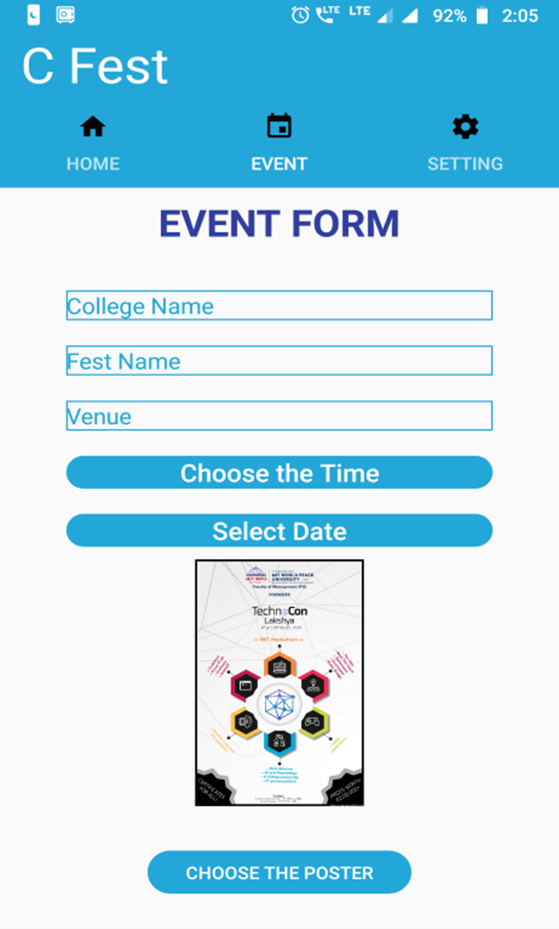 LTE LTE 92% 2:05
C Fest
HOME EVENT SETTING
EVENT FORM
College Name
Fest Name
Venue
Choose the Time
Select Date
MIT WORLD PEACE
UNIVERSITY
Faculty of Management (PG)
PRESENTS
TechnoCon
Lakshya
MIT Hackathon
CERTIFICATES
FOR ALL!
CHOOSE THE POSTER